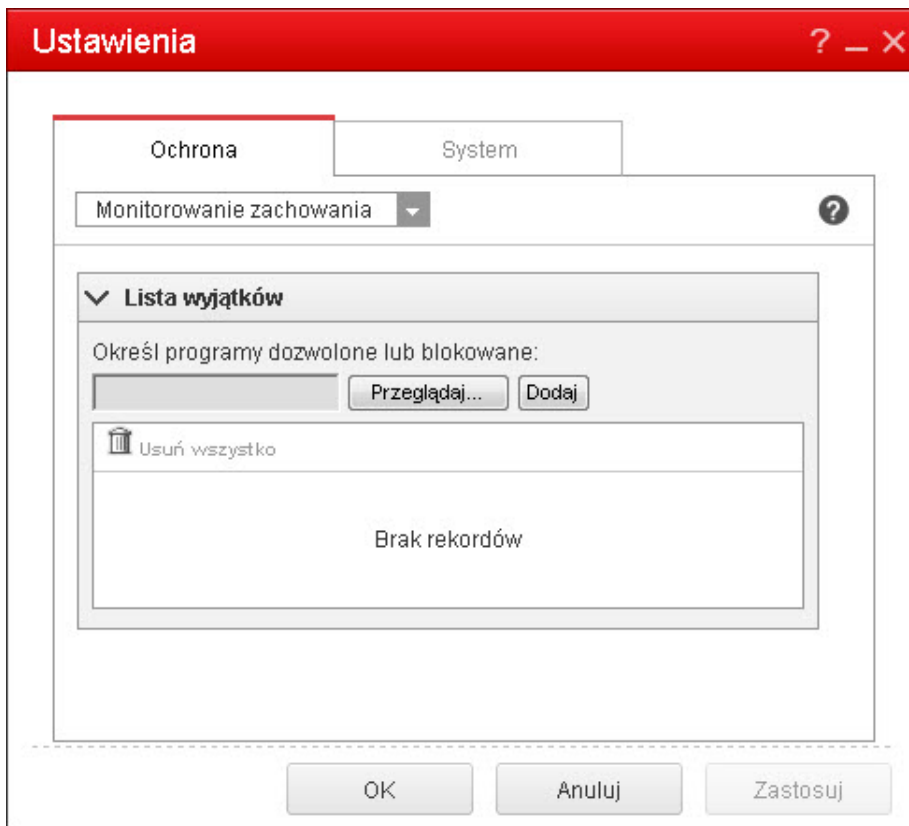 Ustawienia
Ochrona System
Monitorowanie zachowania
Lista wyjątków
Określ programy dozwolone lub blokowane:
Przeglądaj... Dodaj
Usuń wszystko
Brak rekordów
OK Anuluj Zastosuj